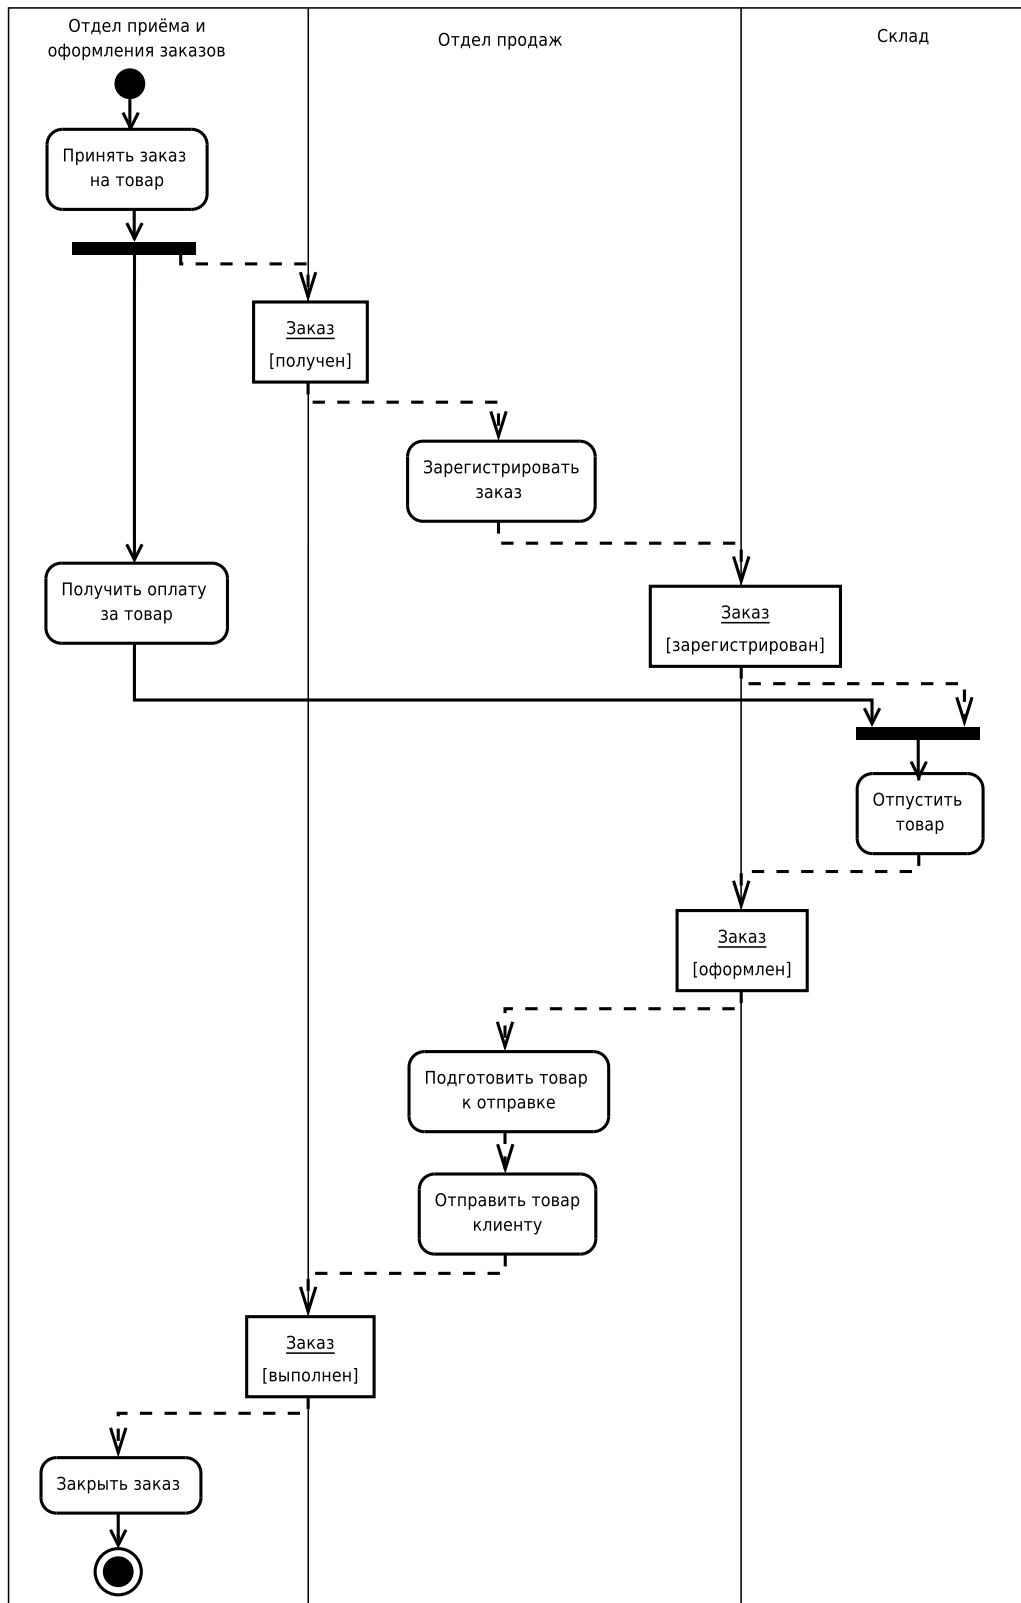 Отдел приёма и
оформления заказов
Отдел продаж
Склад
Принять заказ
на товар
Заказ
[получен]
Зарегистрировать
заказ
Получить оплату
за товар
Заказ
[зарегистрирован]
Отпустить
товар
Заказ
[оформлен]
Подготовить товар
к отправке
Отправить товар
клиенту
Заказ
[выполнен]
Закрыть заказ